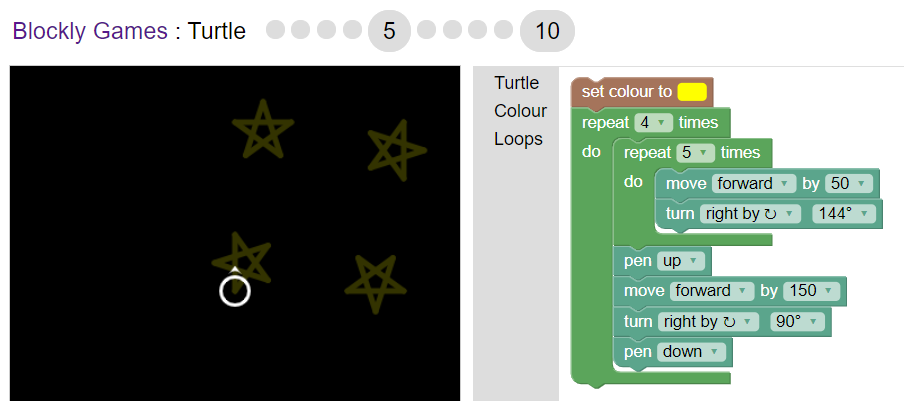 Blockly Games : Turtle 5 10
Turtle
Colour
Loops
set colour to
repeat 4 ▼ times
do repeat 5 ▼ times
do move forward ▼ by 50 ▼
turn right by ↻ ▼ 144° ▼
pen up ▼
move forward ▼ by 150 ▼
turn right by ↻ ▼ 90° ▼
pen down ▼